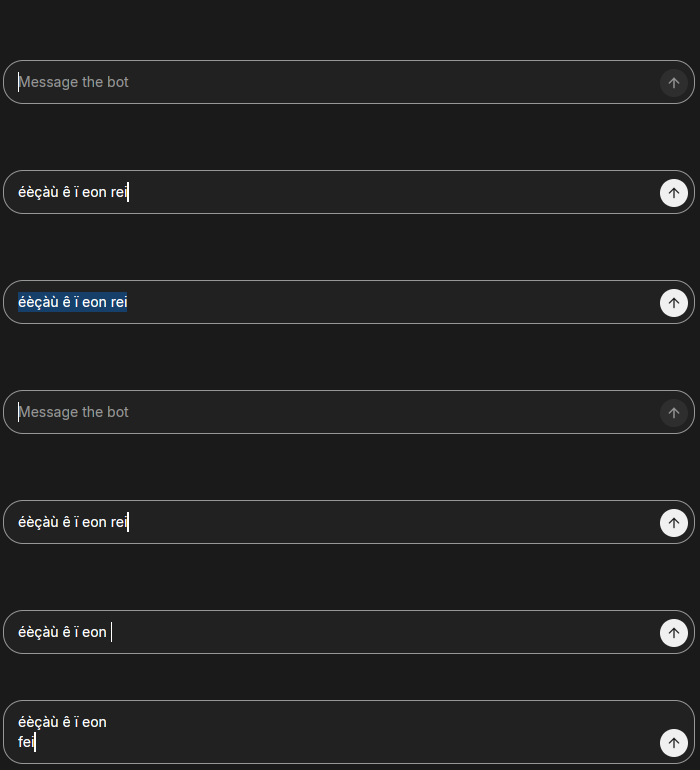 Message the bot
éèçàù ê ï eon rei
éèçàù ê ï eon rei
Message the bot
éèçàù ê ï eon rei
éèçàù ê ï eon
éèçàù ê ï eon
fei